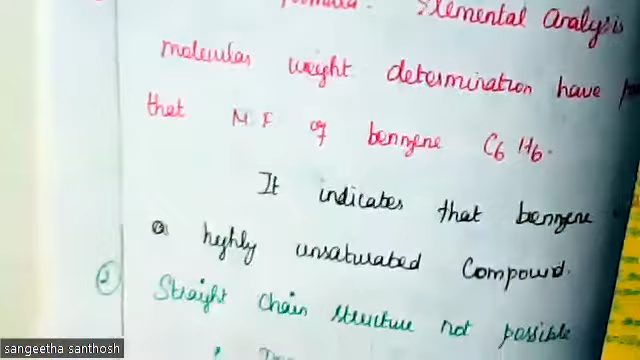 Elemental Analysis
molecular weight determination have
that M F of benzene C6 H6.
It indicates that benzene
a highly unsaturated Compound.
② Straight chain structure not possible
sangeetha santhosh